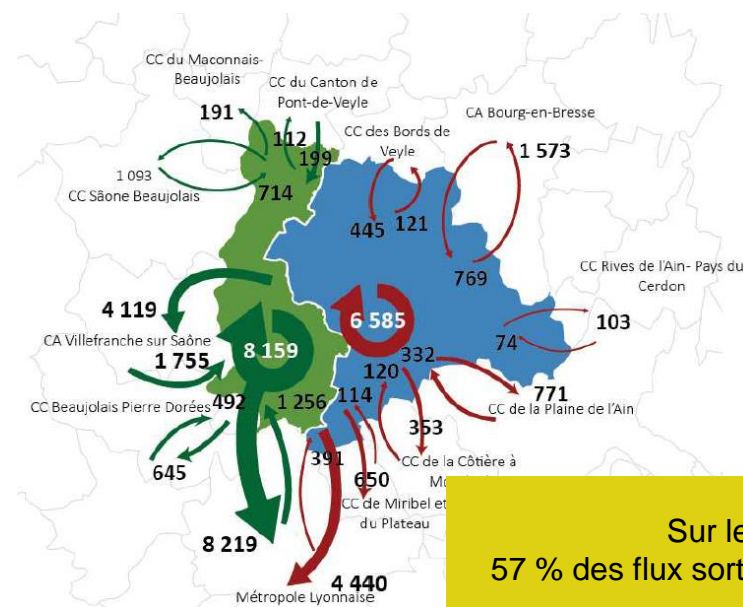 CC du Maconnais-
Beaujolais
191
CC du Canton de
Pont-de-Veyle
112
199
CC des Bords de
Veyle
CA Bourg-en-Bresse
1 573
1 093
CC Sâone Beaujolais
714
445
121
769
CC Rives de l'Ain- Pays du
Cerdon
103
74
4 119
CA Villefranche sur Saône
1 755
8 159
6 585
332
120
771
CC de la Plaine de l'Ain
CC Beaujolais Pierre Dorées
492
1 256
114
353
645
391
650
CC de la Côtière à
CC de Miribel et
du Plateau
8 219
4 440
Métropole Lyonnaise
Sur le
57 % des flux sort